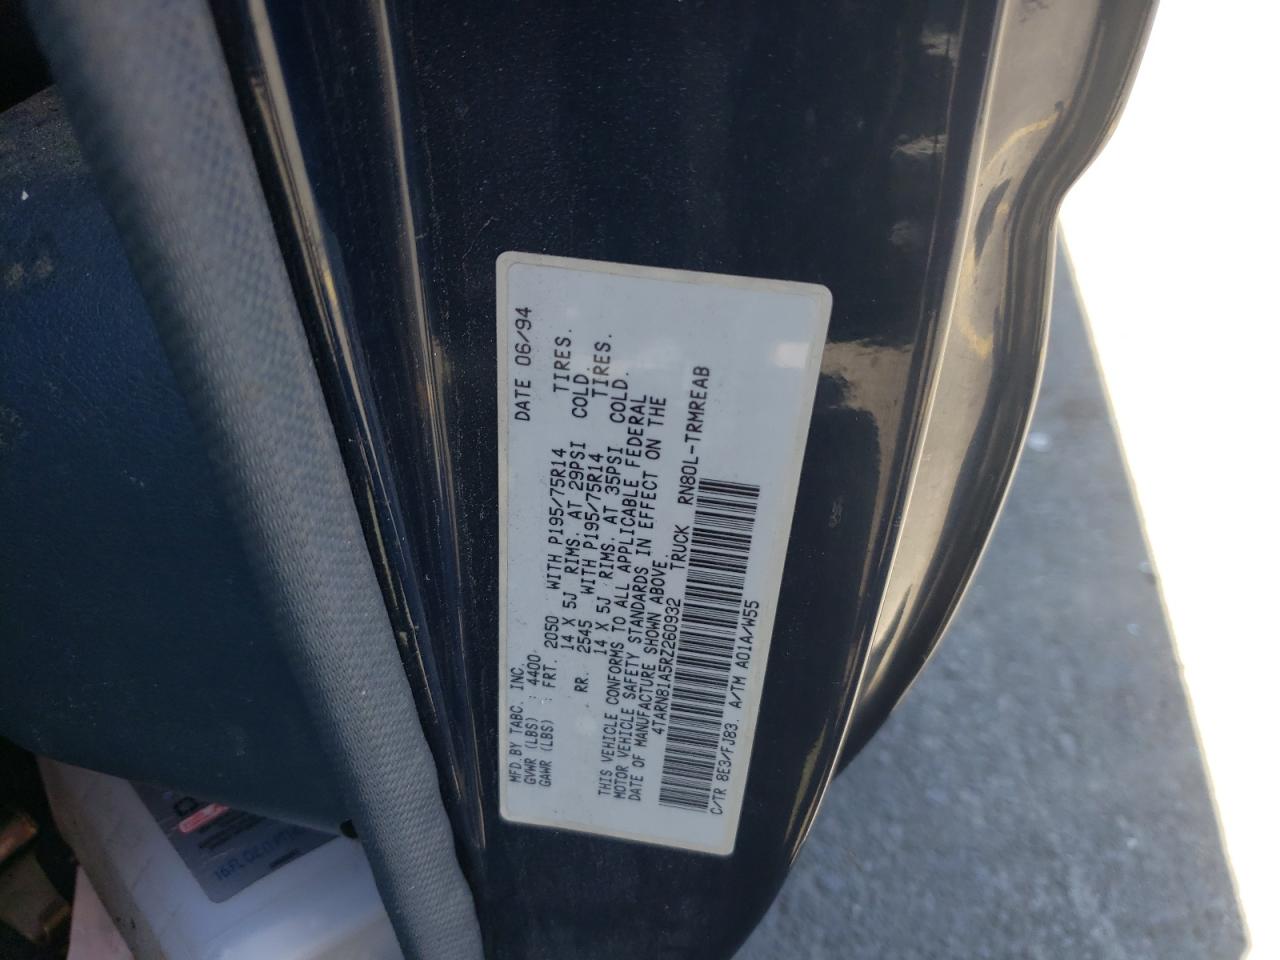 MFD.BY TABC. INC. DATE 06/94
GVWR (LBS) : 4400
GAWR (LBS) : FRT. 2050 WITH P195/75R14 TIRES.
14 X 5J RIMS. AT 29PSI COLD.
RR. 2545 WITH P195/75R14 TIRES.
14 X 5J RIMS. AT 35PSI COLD.
THIS VEHICLE CONFORMS TO ALL APPLICABLE FEDERAL
MOTOR VEHICLE SAFETY STANDARDS IN EFFECT ON THE
DATE OF MANUFACTURE SHOWN ABOVE.
4TARN81A5RZ260932 TRUCK RN80L-TRMREAB
C/TR 8E3/FJ83. A/TM A01A/W55